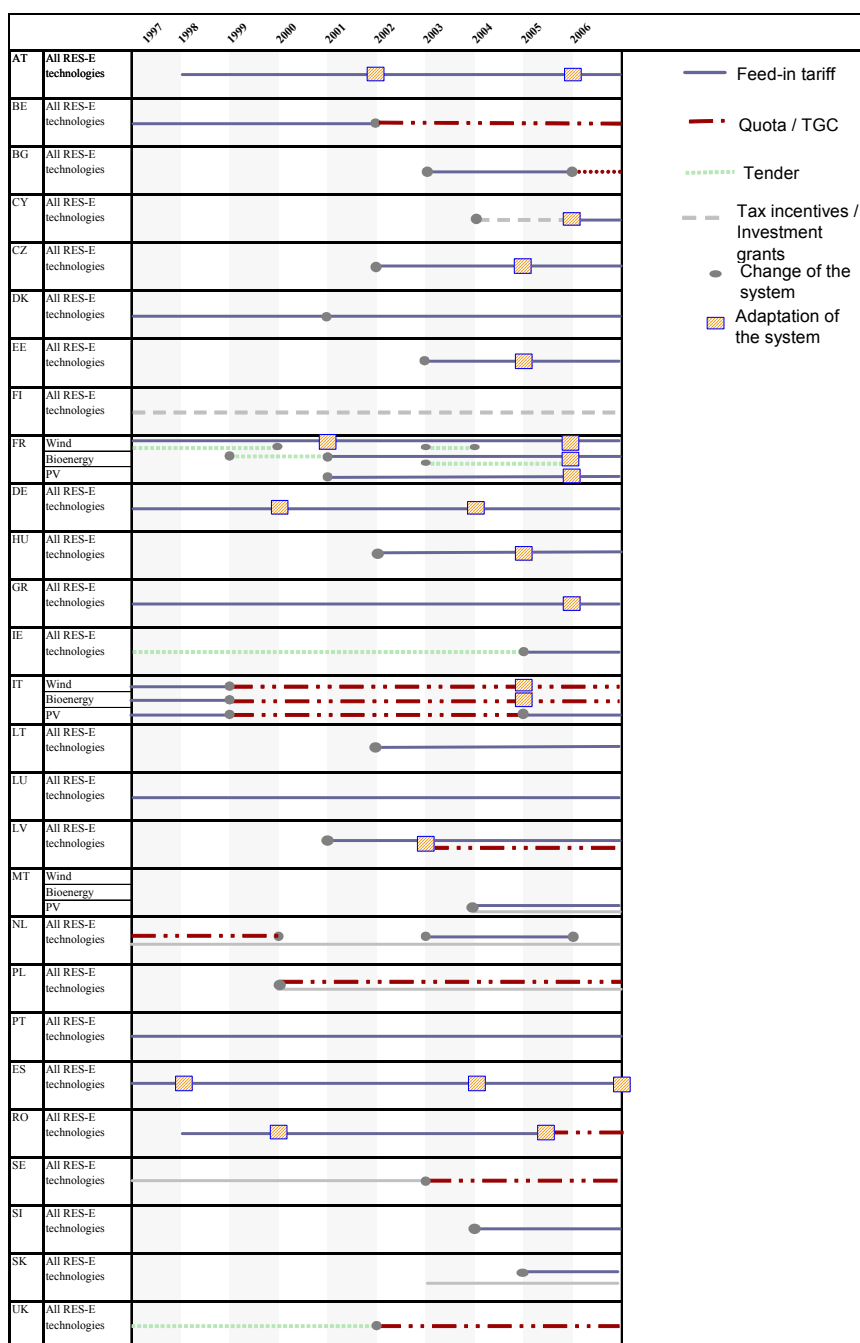 1997 1998 1999 2000 2001 2002 2003 2004 2005 2006
AT All RES-E
technologies
BE All RES-E
technologies
BG All RES-E
technologies
CY All RES-E
technologies
CZ All RES-E
technologies
DK All RES-E
technologies
EE All RES-E
technologies
FI All RES-E
technologies
FR Wind
Bioenergy
PV
DE All RES-E
technologies
HU All RES-E
technologies
GR All RES-E
technologies
IE All RES-E
technologies
IT Wind
Bioenergy
PV
LT All RES-E
technologies
LU All RES-E
technologies
LV All RES-E
technologies
MT Wind
Bioenergy
PV
NL All RES-E
technologies
PL All RES-E
technologies
PT All RES-E
technologies
ES All RES-E
technologies
RO All RES-E
technologies
SE All RES-E
technologies
SI All RES-E
technologies
SK All RES-E
technologies
UK All RES-E
technologies
Feed-in tariff
Quota / TGC
Tender
Tax incentives /
Investment
grants
Change of the
system
Adaptation of
the system